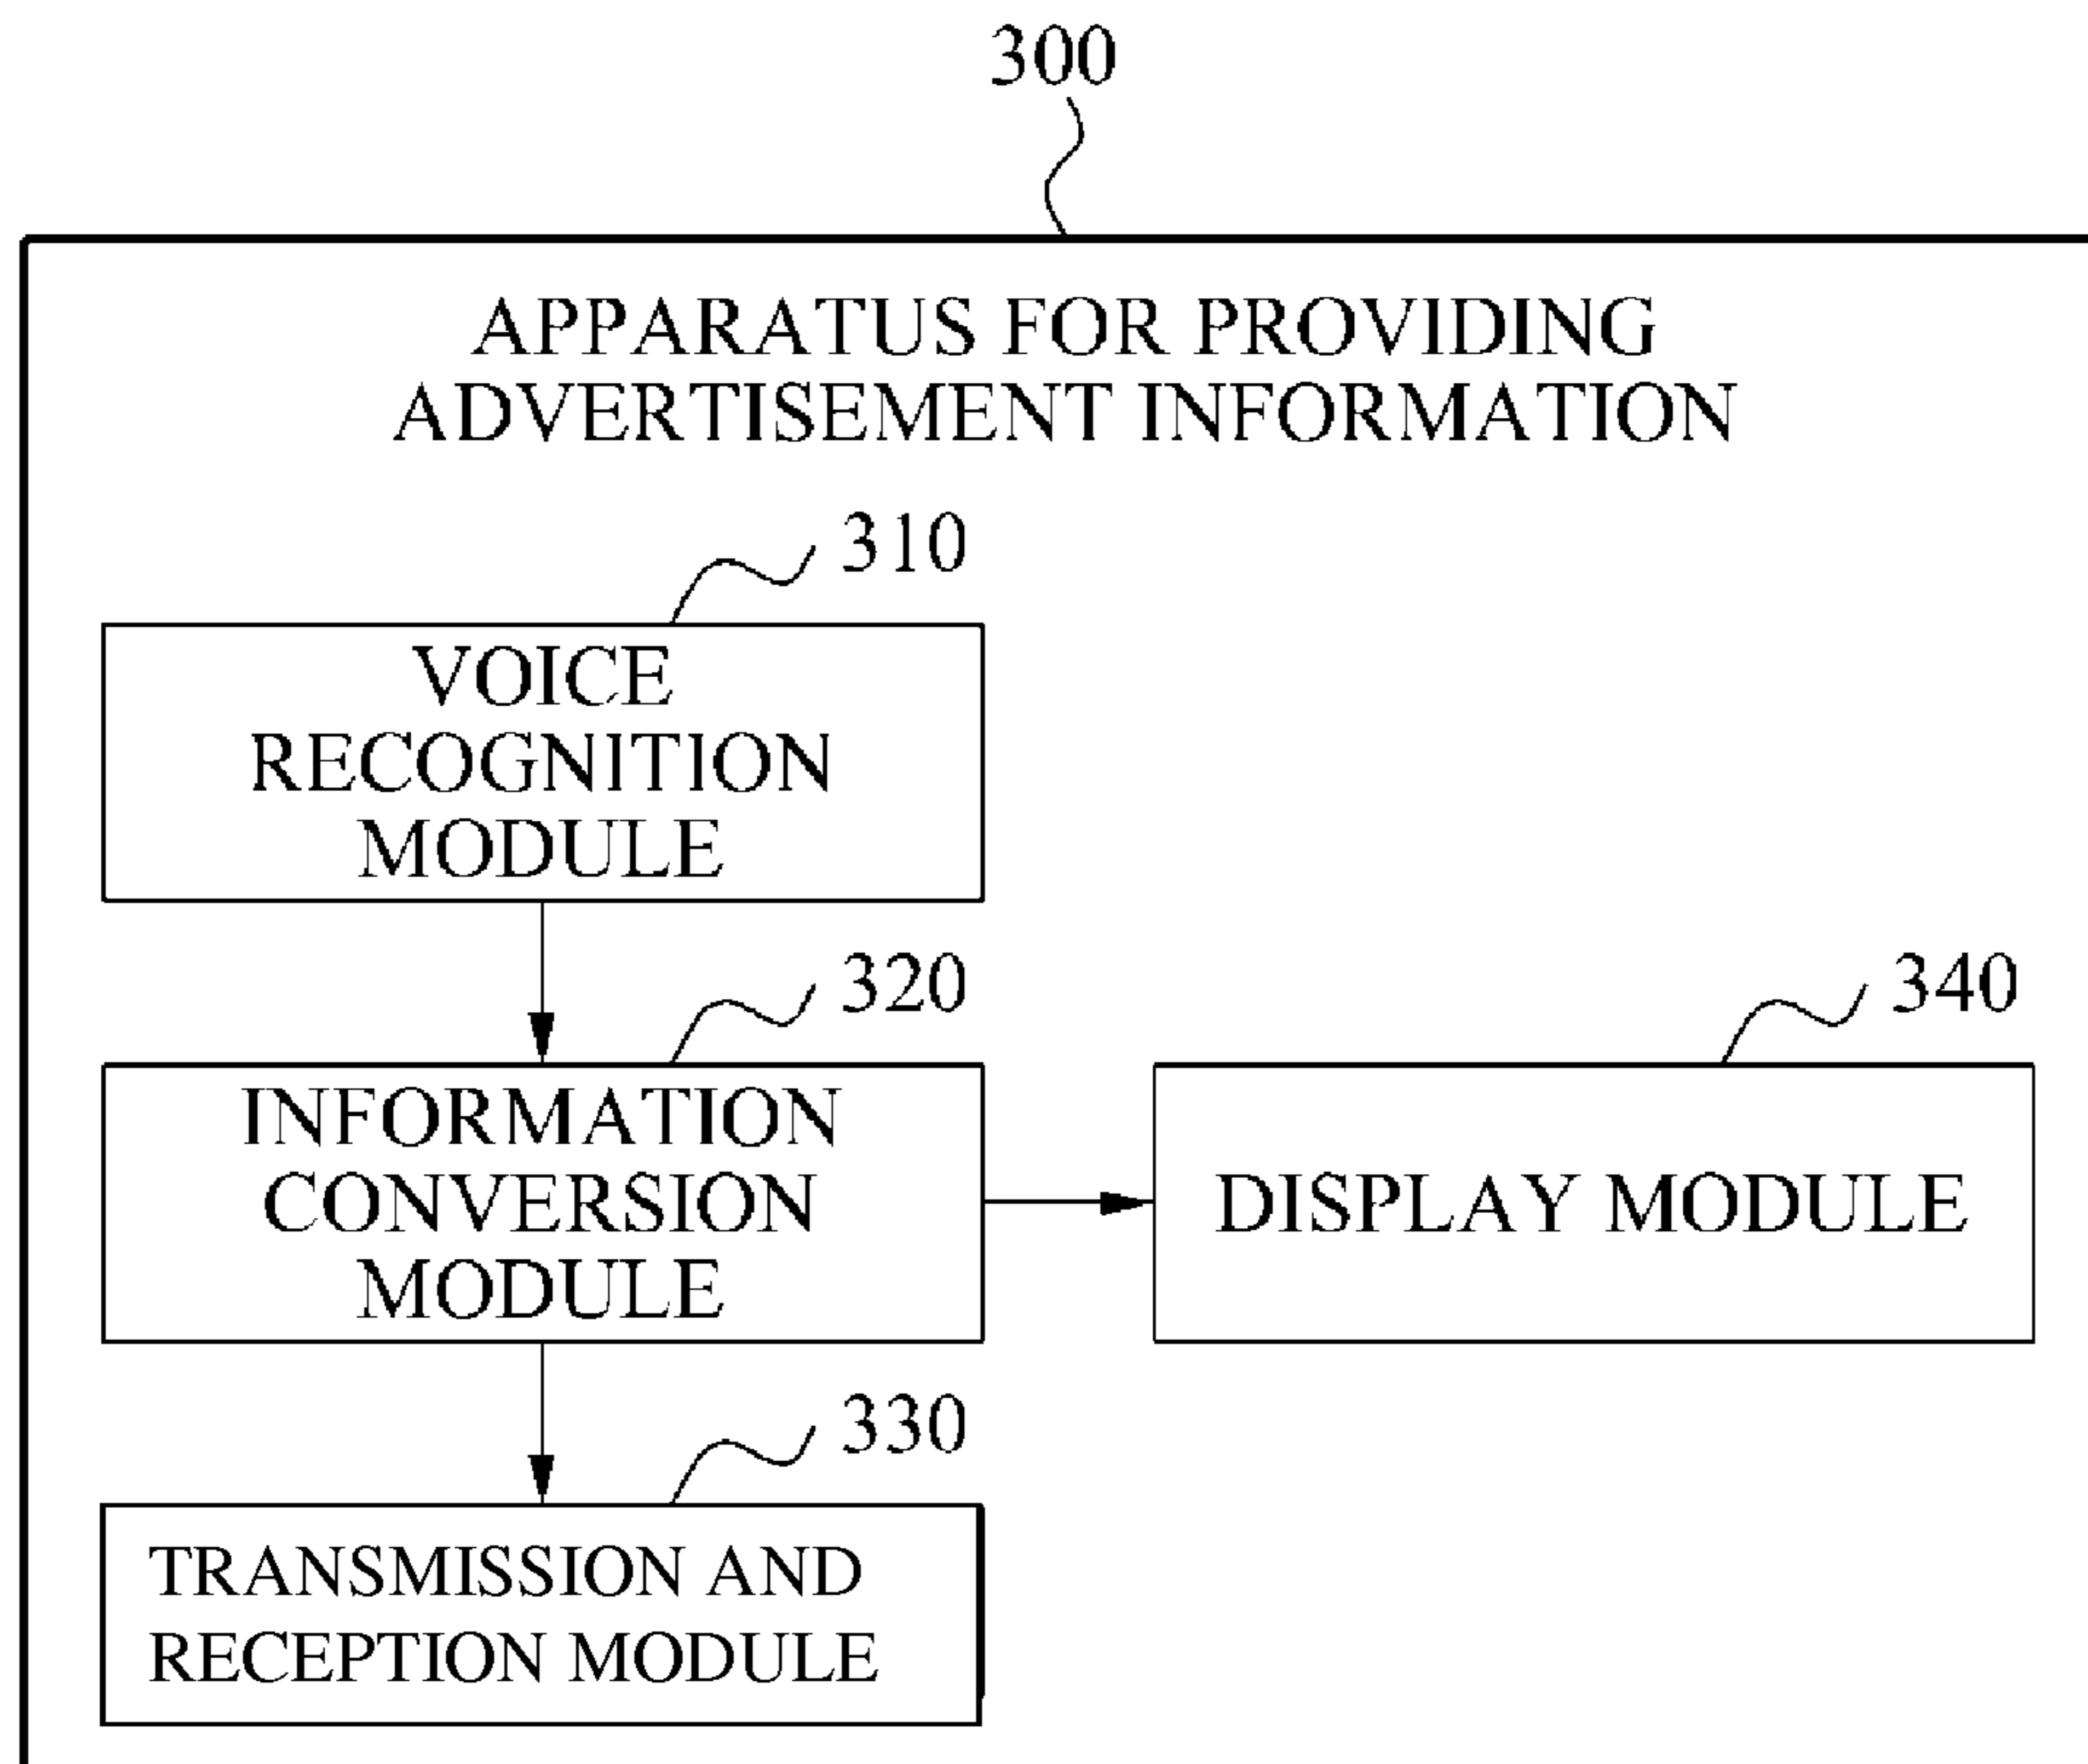 300
APPARATUS FOR PROVIDING
ADVERTISEMENT INFORMATION
310
VOICE
RECOGNITION
MODULE
320
INFORMATION
CONVERSION
MODULE
340
DISPLAY MODULE
330
TRANSMISSION AND
RECEPTION MODULE